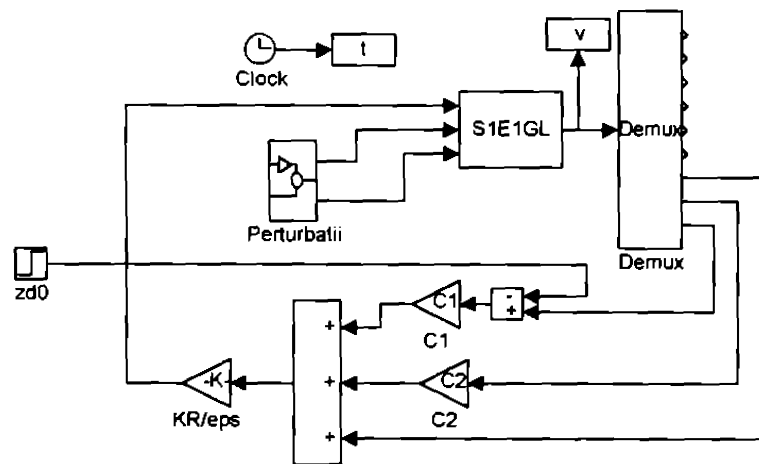 v
t
Clock
S1E1GL
Demux
Perturbatii
Demux
zd0
-
+
C1
C1
+
-K-
KR/eps
+
C2
C2
+